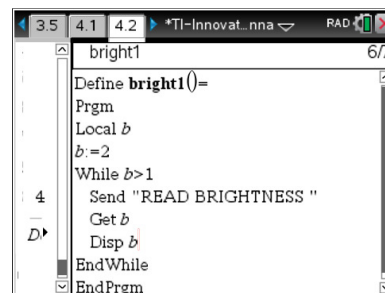 3.5 4.1 4.2 *TI-Innovat…nna RAD
bright1 6/7
Define bright1()=
Prgm
Local b
b:=2
While b>1
Send "READ BRIGHTNESS "
Get b
Disp b
EndWhile
EndPrgm
4
D